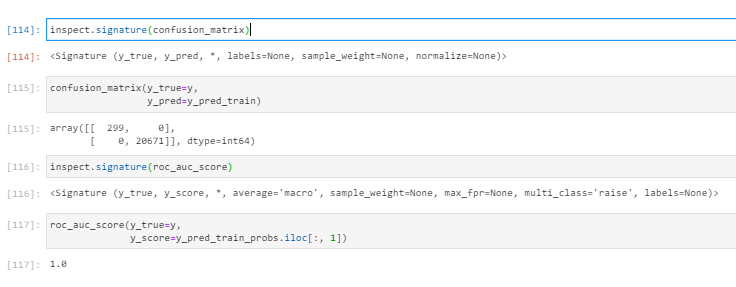 [114]: inspect.signature(confusion_matrix)
[114]: <Signature (y_true, y_pred, *, labels=None, sample_weight=None, normalize=None)>
[115]: confusion_matrix(y_true=y,
y_pred=y_pred_train)
[115]: array([[  299,     0],
[    0, 20671]], dtype=int64)
[116]: inspect.signature(roc_auc_score)
[116]: <Signature (y_true, y_score, *, average='macro', sample_weight=None, max_fpr=None, multi_class='raise', labels=None)>
[117]: roc_auc_score(y_true=y,
y_score=y_pred_train_probs.iloc[:, 1])
[117]: 1.0